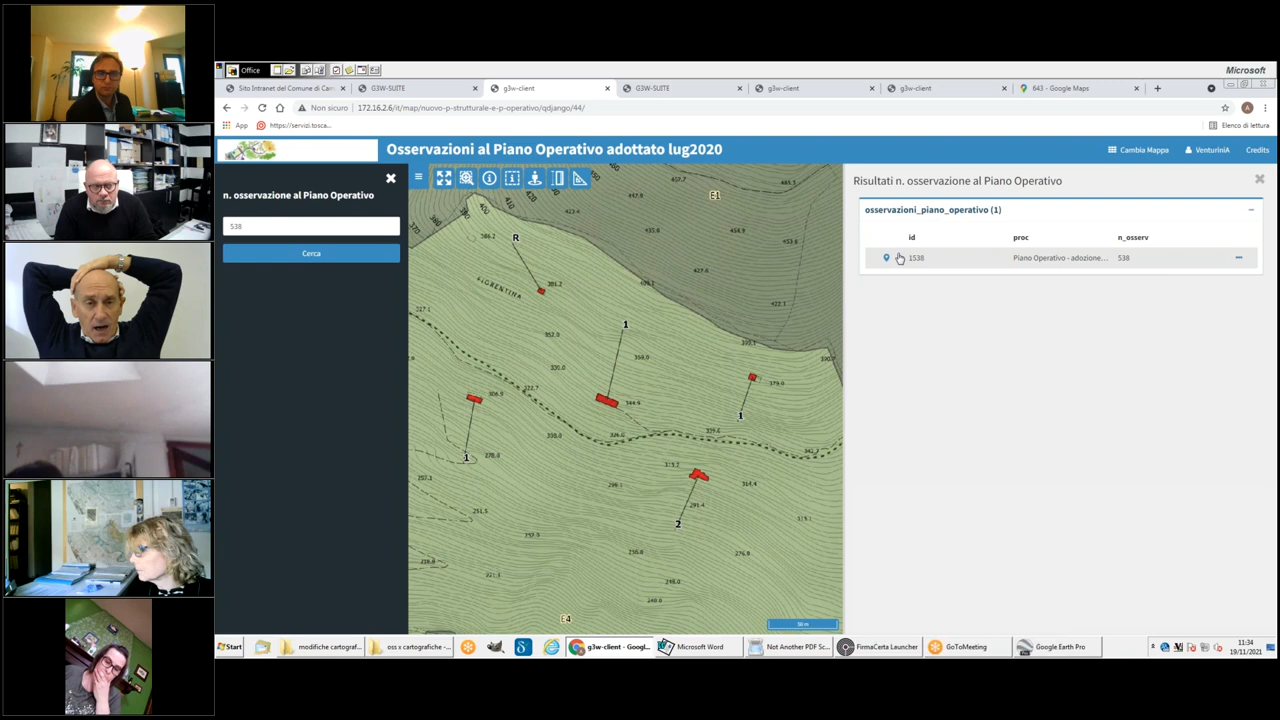 Office
Microsoft
Sito Intranet del Comune di Cam
G3W-SUITE
g3w-client
G3W-SUITE
g3w-client
g3w-client
643 - Google Maps
Non sicuro
172.16.2.6/it/map/nuovo-p-strutturale-e-p-operativo/qdjango/44/
A
App
https://servizi.tosca...
Elenco di lettura
Osservazioni al Piano Operativo adottato lug2020
Cambia Mappa
VenturiniA
Credits
n. osservazione al Piano Operativo
538
Cerca
Risultati n. osservazione al Piano Operativo
osservazioni_piano_operativo (1)
id
proc
n_osserv
1538
Piano Operativo - adozione...
538
E1
R
FIORENTINA
1
1
1
2
E4
50 m
Start
modifiche cartograf...
oss x cartografiche -...
g3w-client - Googl...
Microsoft Word
Not Another PDF Sc...
FirmaCerta Launcher
GoToMeeting
Google Earth Pro
11:34
19/11/2021